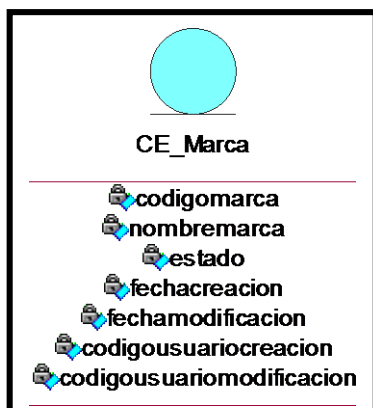 CE_Marca
codigomarca
nombremarca
estado
fechacreacion
fechamodificacion
codigousuariocreacion
codigousuariomodificacion